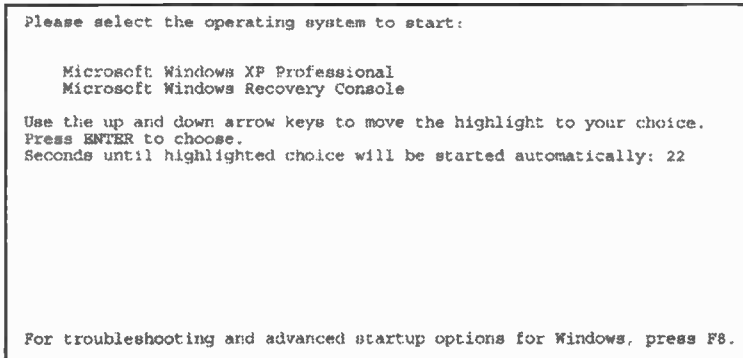 Please select the operating system to start:
Microsoft Windows XP Professional
Microsoft Windows Recovery Console
Use the up and down arrow keys to move the highlight to your choice.
Press ENTER to choose.
Seconds until highlighted choice will be started automatically: 22
For troubleshooting and advanced startup options for Windows, press F8.